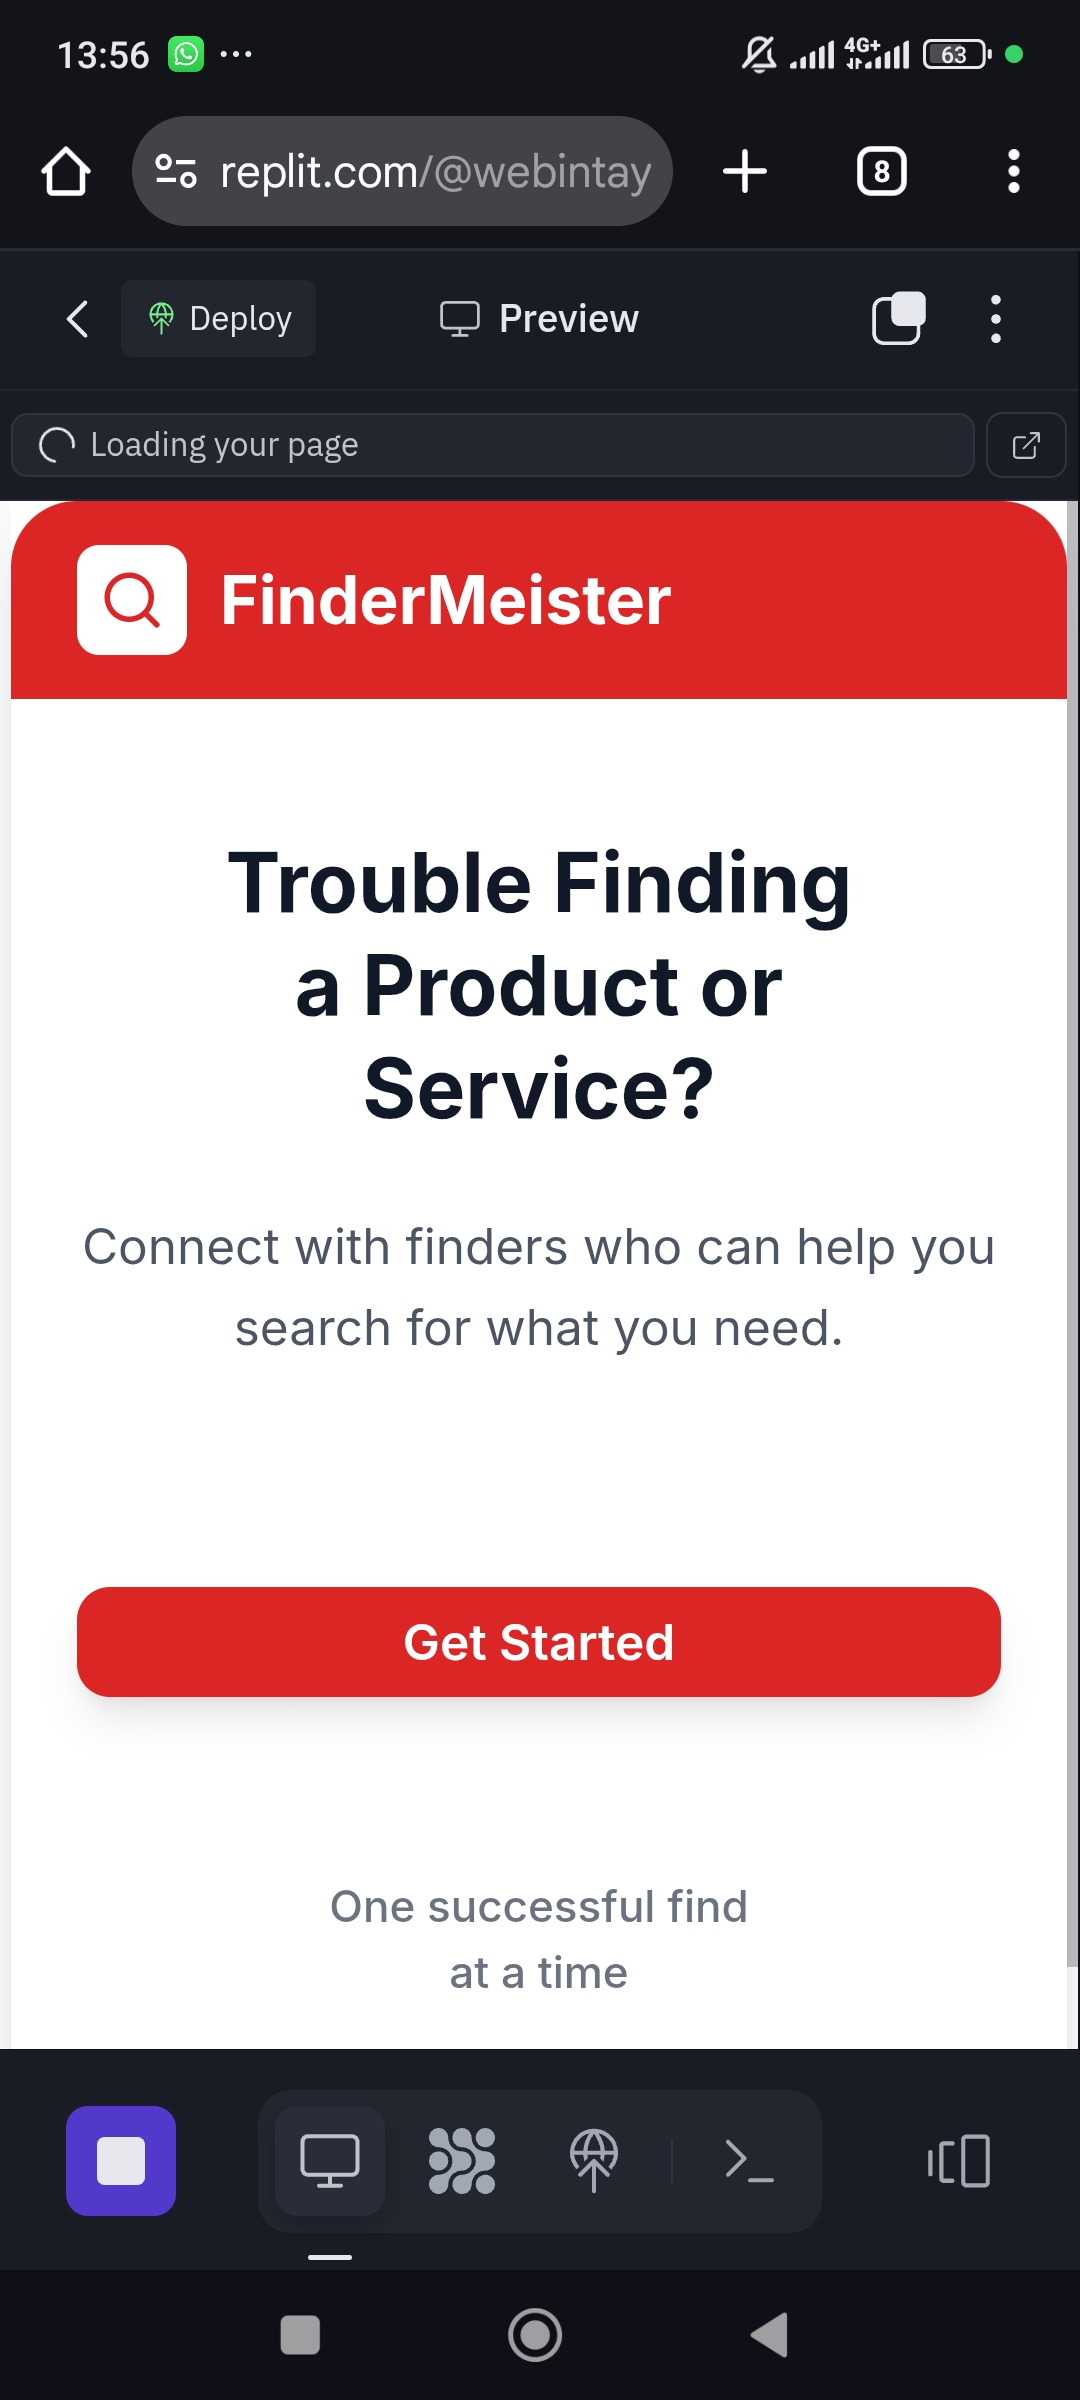 13:56
4G+
63
replit.com/@webintay
8
Deploy
Preview
Loading your page
FinderMeister
Trouble Finding
a Product or
Service?
Connect with finders who can help you
search for what you need.
Get Started
One successful find
at a time